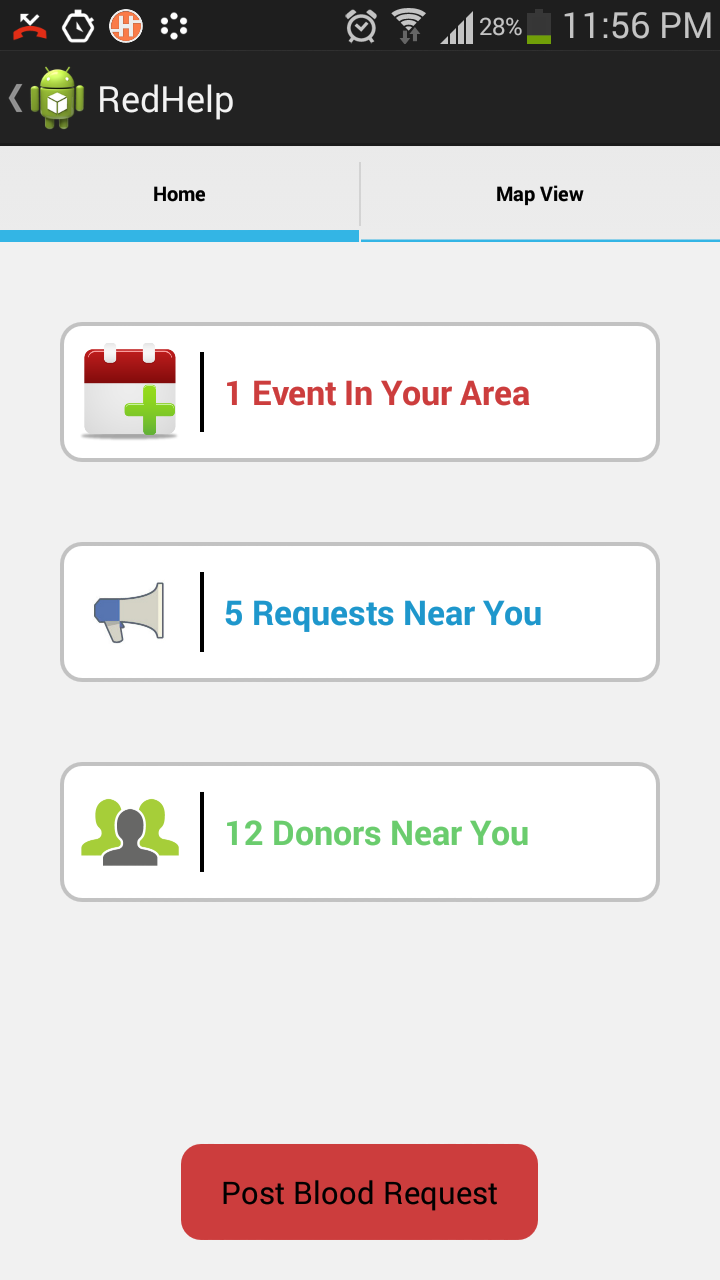 28% 11:56 PM
RedHelp
Home
Map View
1 Event In Your Area
5 Requests Near You
12 Donors Near You
Post Blood Request